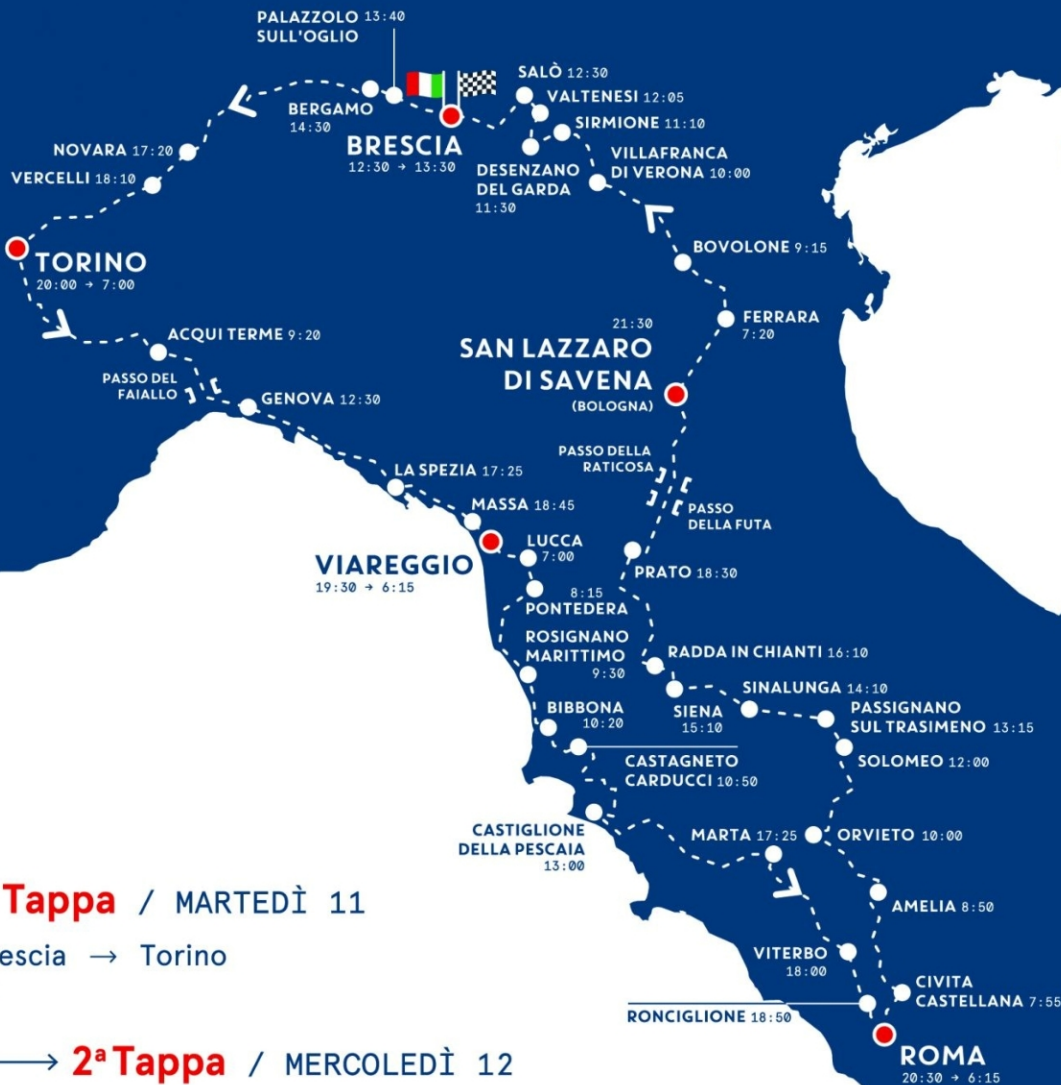 PALAZZOLO 13:40
SULL'OGLIO
BERGAMO
14:30
BRESCIA
12:30 → 13:30
SALÒ 12:30
VALTENESI 12:05
SIRMIONE 11:10
DESENZANO
DEL GARDA
11:30
VILLAFRANCA
DI VERONA 10:00
NOVARA 17:20
VERCELLI 18:10
TORINO
20:00 → 7:00
BOVOLONE 9:15
FERRARA
7:20
21:30
SAN LAZZARO
DI SAVENA
(BOLOGNA)
ACQUI TERME 9:20
PASSO DEL
FAIALLO
GENOVA 12:30
PASSO DELLA
RATICOSA
PASSO
DELLA FUTA
LA SPEZIA 17:25
MASSA 18:45
VIAREGGIO
19:30 → 6:15
LUCCA
7:00
PRATO 18:30
8:15
PONTEDERA
ROSIGNANO
MARITTIMO
9:30
RADDA IN CHIANTI 16:10
SIENA
15:10
SINALUNGA 14:10
PASSIGNANO
SUL TRASIMENO 13:15
SOLOMEO 12:00
BIBBONA
10:20
CASTAGNETO
CARDUCCI 10:50
CASTIGLIONE
DELLA PESCAIA
13:00
MARTA 17:25
ORVIETO 10:00
AMELIA 8:50
VITERBO
18:00
CIVITA
CASTELLANA 7:55
RONCIGLIONE 18:50
ROMA
20:30 → 6:15
Tappa / MARTEDÌ 11
escia → Torino
→ 2ª Tappa / MERCOLEDÌ 12